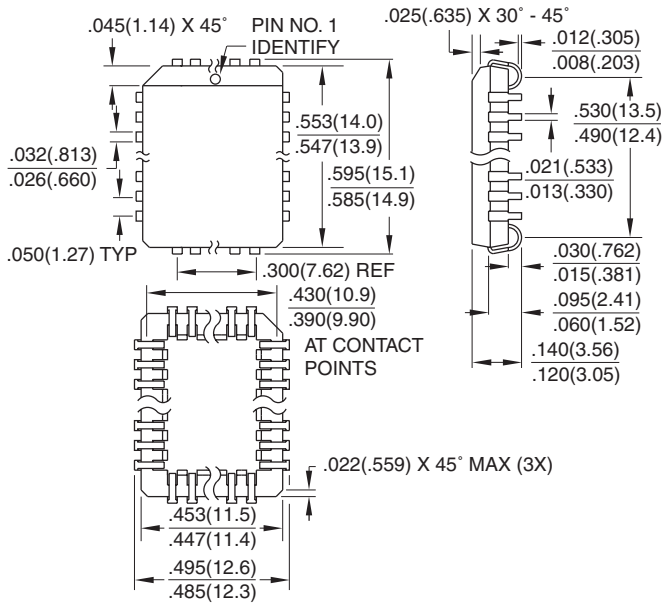 .045(1.14) X 45°
PIN NO. 1
IDENTIFY
.025(.635) X 30° - 45°
.012(.305)
.008(.203)
.553(14.0)
.547(13.9)
.595(15.1)
.585(14.9)
.530(13.5)
.490(12.4)
.032(.813)
.026(.660)
.021(.533)
.013(.330)
.050(1.27) TYP
.300(7.62) REF
.430(10.9)
.390(9.90)
AT CONTACT
POINTS
.030(.762)
.015(.381)
.095(2.41)
.060(1.52)
.140(3.56)
.120(3.05)
.022(.559) X 45° MAX (3X)
.453(11.5)
.447(11.4)
.495(12.6)
.485(12.3)